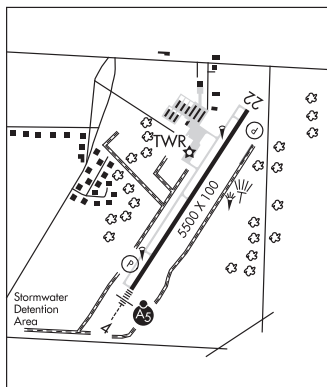 22
P
TWR
5500 X 100
P
Stormwater
Detention
Area
A5
4